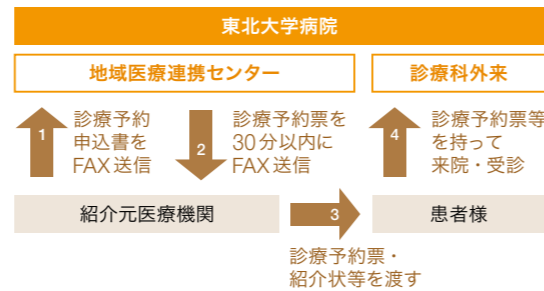 東北大学病院
地域医療連携センター
診療科外来
1
診療予約
申込書を
FAX送信
2
診療予約票を
30分以内に
FAX送信
4
診療予約票等
を持って
来院・受診
紹介元医療機関
3
患者様
診療予約票・
紹介状等を渡す